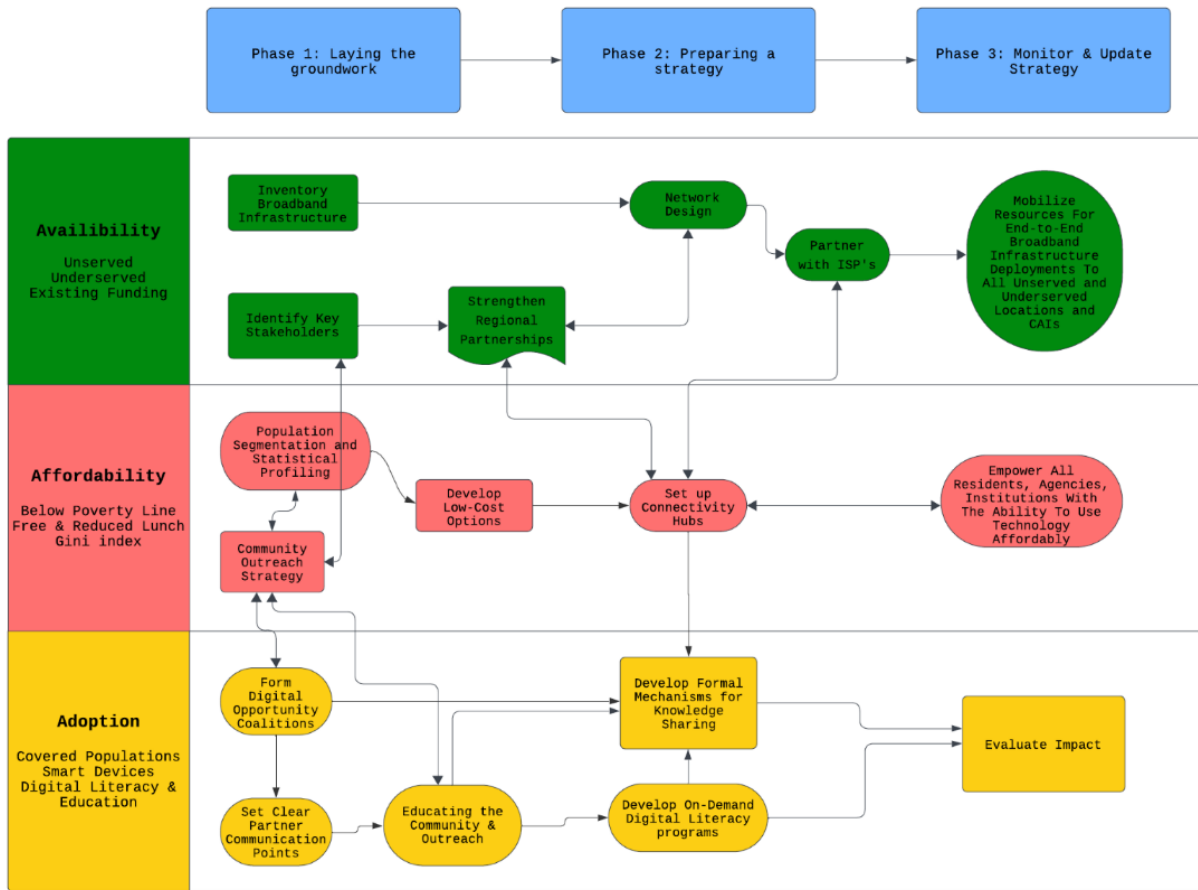 Phase 1: Laying the
groundwork
Phase 2: Preparing a
strategy
Phase 3: Monitor & Update
Strategy
Availibility
Unserved
Underserved
Existing Funding
Inventory
Broadband
Infrastructure
Network
Design
Partner
with ISP's
Mobilize
Resources For
End-to-End
Broadband
Infrastructure
Deployments To
All Unserved and
Underserved
Locations and
CAIs
Identify Key
Stakeholders
Strengthen
Regional
Partnerships
Affordability
Below Poverty Line
Free & Reduced Lunch
Gini index
Population
Segmentation and
Statistical
Profiling
Develop
Low-Cost
Options
Set up
Connectivity
Hubs
Empower All
Residents, Agencies,
Institutions With
The Ability To Use
Technology
Affordably
Community
Outreach
Strategy
Adoption
Covered Populations
Smart Devices
Digital Literacy &
Education
Form
Digital
Opportunity
Coalitions
Develop Formal
Mechanisms for
Knowledge
Sharing
Evaluate Impact
Set Clear
Partner
Communication
Points
Educating the
Community &
Outreach
Develop On-Demand
Digital Literacy
programs